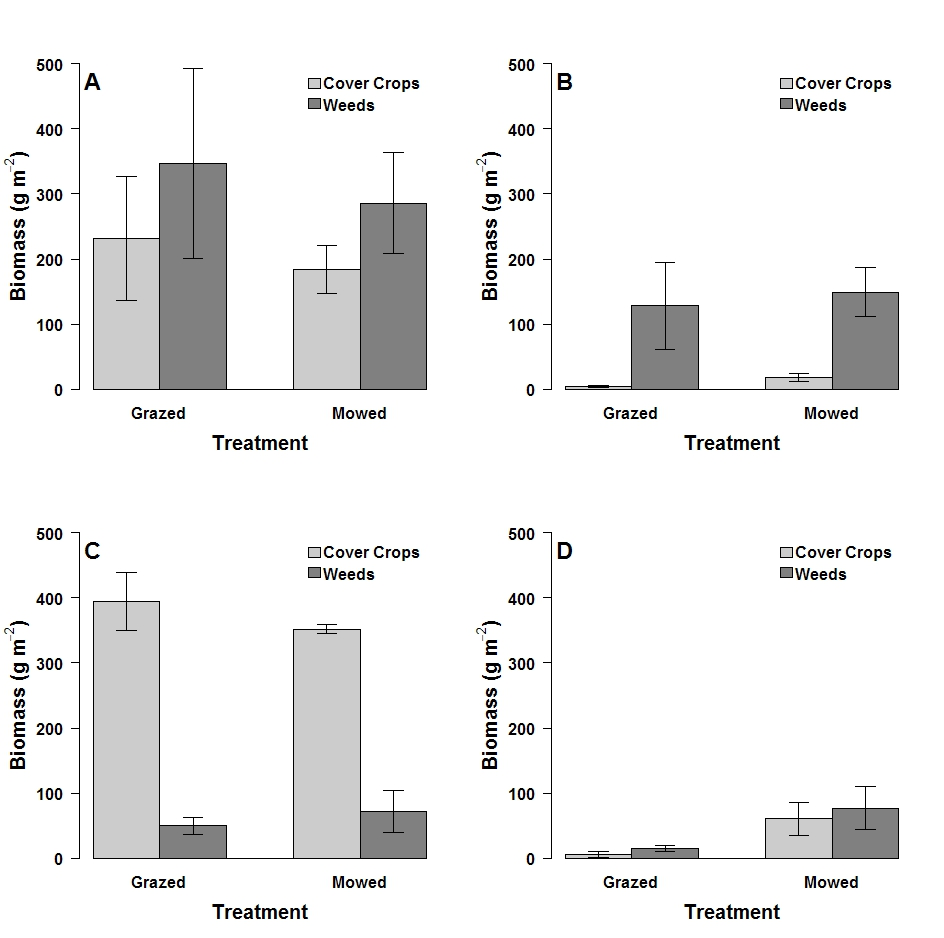 A
Cover Crops
Weeds
500
400
300
200
100
0
Biomass (g m⁻²)
Grazed
Mowed
Treatment
B
Cover Crops
Weeds
500
400
300
200
100
0
Biomass (g m⁻²)
Grazed
Mowed
Treatment
C
Cover Crops
Weeds
500
400
300
200
100
0
Biomass (g m⁻²)
Grazed
Mowed
Treatment
D
Cover Crops
Weeds
500
400
300
200
100
0
Biomass (g m⁻²)
Grazed
Mowed
Treatment